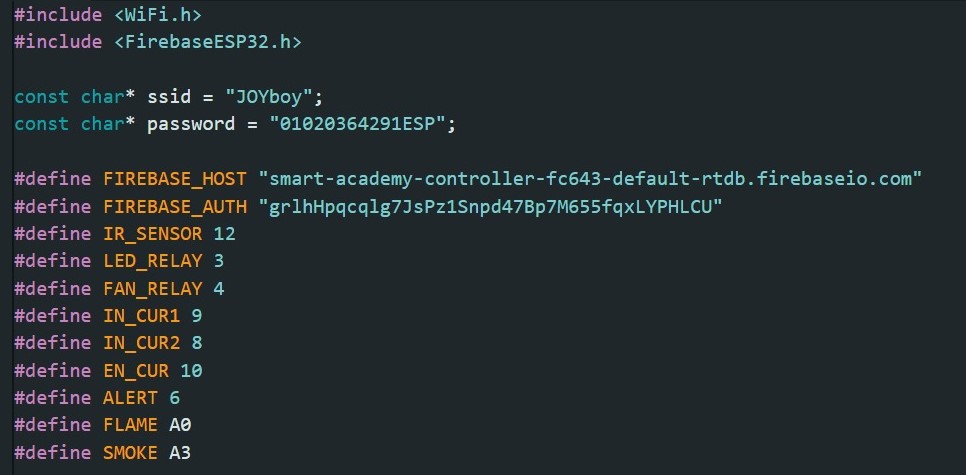 #include <WiFi.h>
#include <FirebaseESP32.h>
const char* ssid = "JOYboy";
const char* password = "01020364291ESP";
#define FIREBASE_HOST "smart-academy-controller-fc643-default-rtdb.firebaseio.com"
#define FIREBASE_AUTH "grlhHpqcqlg7JsPz1Snpd47Bp7M655fqxLYPHLCU"
#define IR_SENSOR 12
#define LED_RELAY 3
#define FAN_RELAY 4
#define IN_CUR1 9
#define IN_CUR2 8
#define EN_CUR 10
#define ALERT 6
#define FLAME A0
#define SMOKE A3